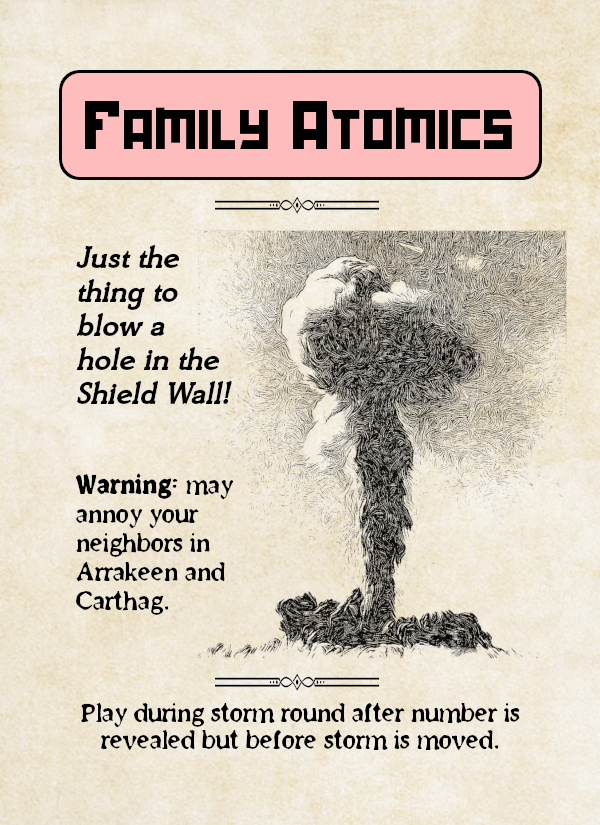 Family Atomics
Just the
thing to
blow a
hole in the
Shield Wall!
Warning: may
annoy your
neighbors in
Arrakeen and
Carthag.
Play during storm round after number is
revealed but before storm is moved.